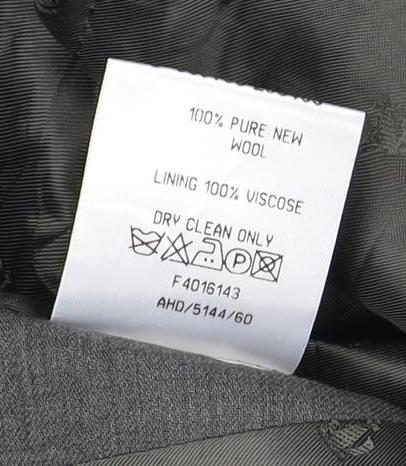 100% PURE NEW
WOOL
LINING 100% VISCOSE
DRY CLEAN ONLY
P
F4016143
AHD/5144/60